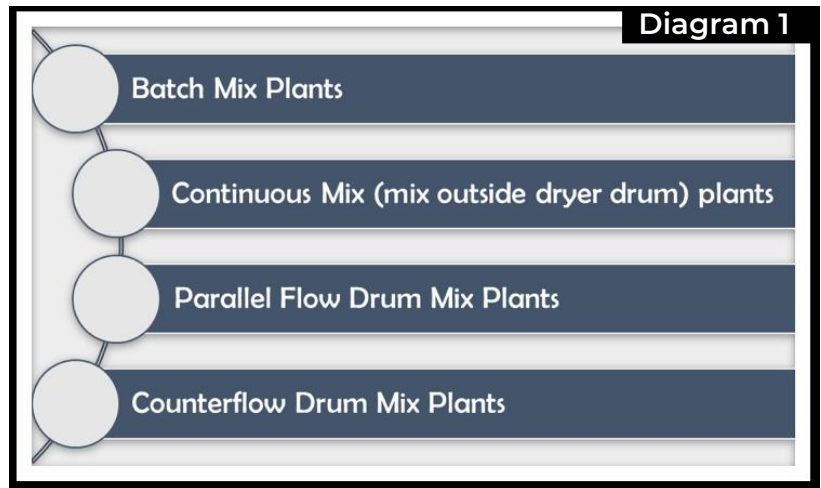 Diagram 1
Batch Mix Plants
Continuous Mix (mix outside dryer drum) plants
Parallel Flow Drum Mix Plants
Counterflow Drum Mix Plants